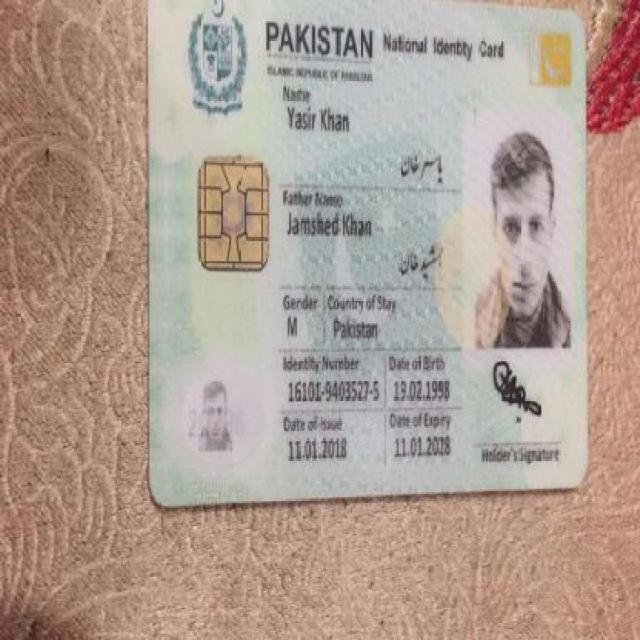 PAKISTAN National Identity Card
ISLAMIC REPUBLIC OF PAKISTAN
Name
Yasir Khan
یاسر خان
Father Name
Jamshed Khan
جمشید خان
Gender Country of Stay
M Pakistan
Identity Number Date of Birth
16101-9403527-5 13.02.1998
Date of Issue Date of Expiry
11.01.2018 11.01.2028
Holder's Signature